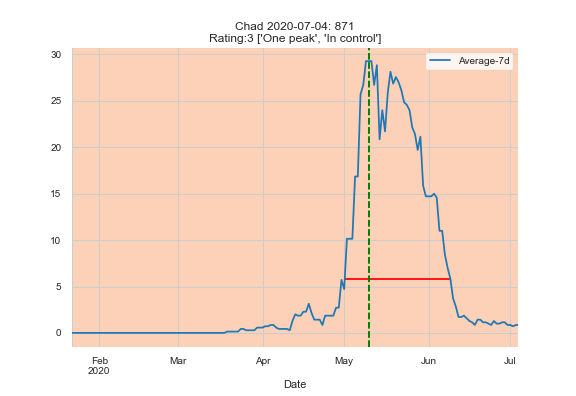 Chad 2020-07-04: 871
Rating:3 ['One peak', 'In control']
Average-7d
30
25
20
15
10
5
0
Feb Mar Apr May Jun Jul
2020
Date